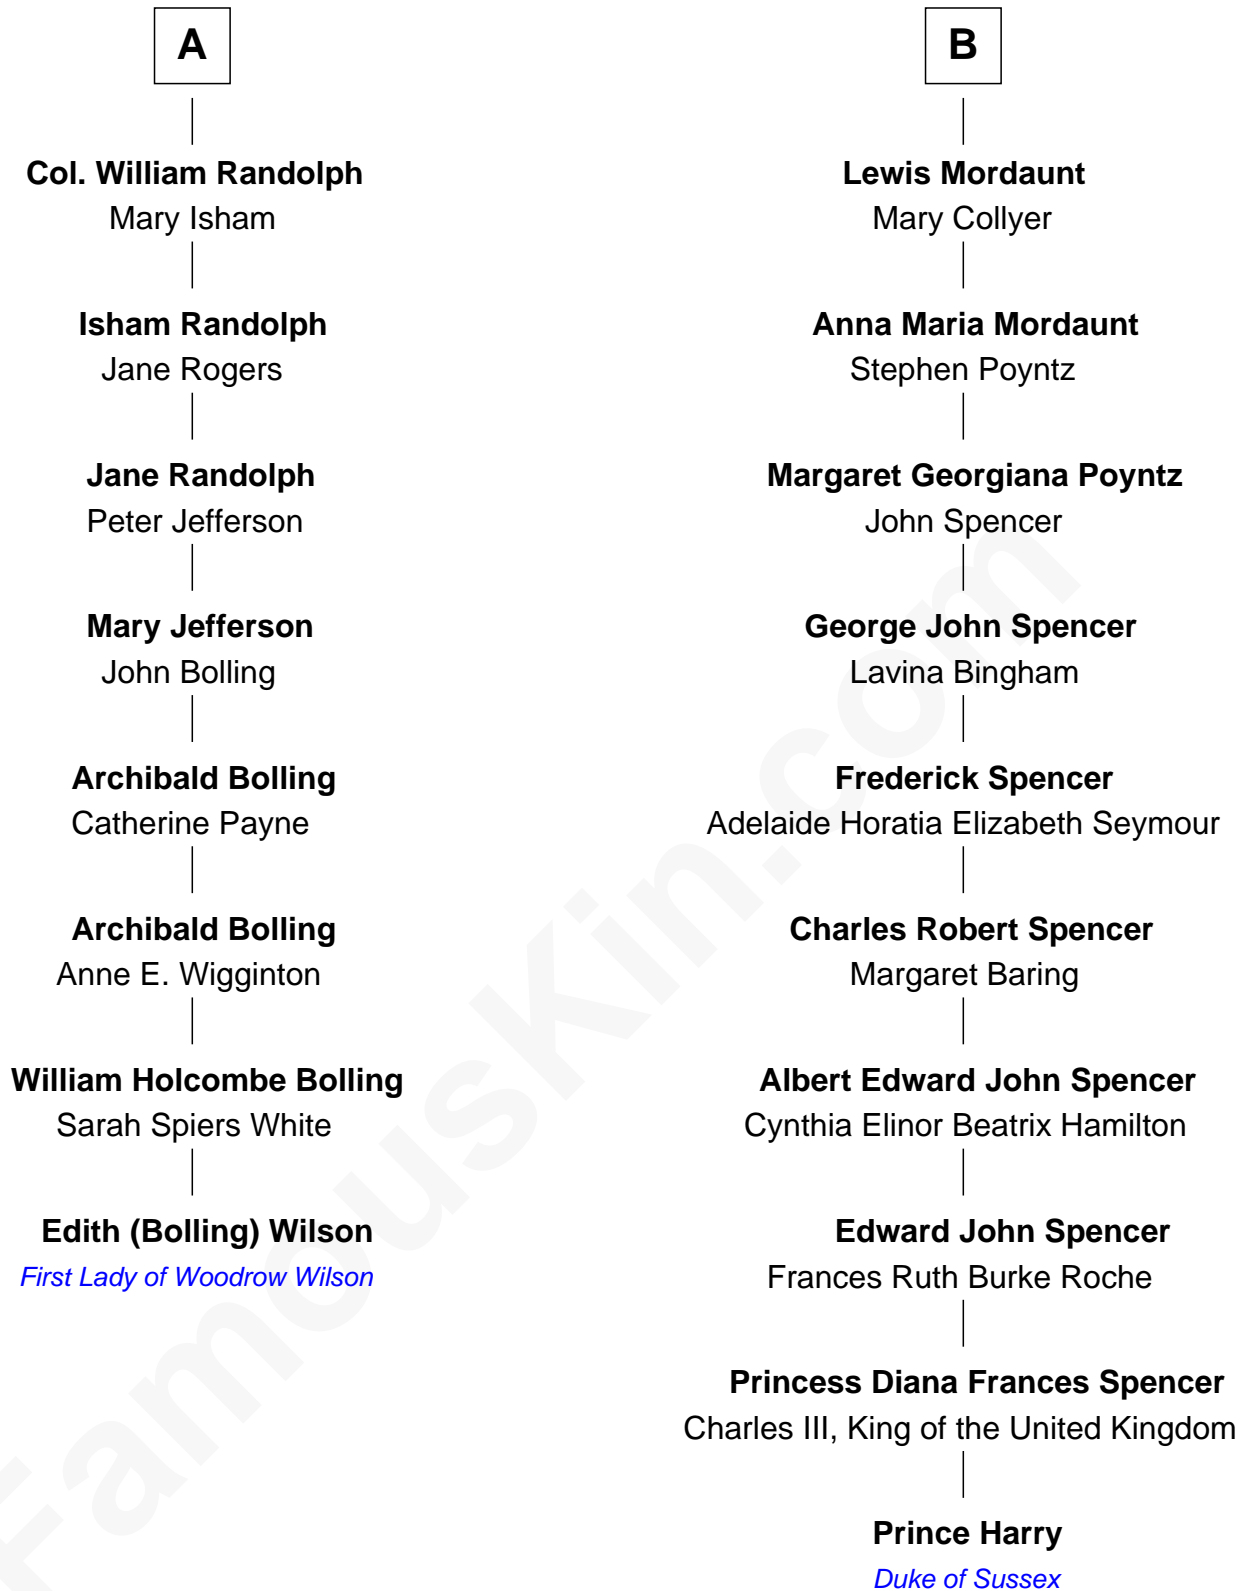 A
Col. William Randolph
Mary Isham
Isham Randolph
Jane Rogers
Jane Randolph
Peter Jefferson
Mary Jefferson
John Bolling
Archibald Bolling
Catherine Payne
Archibald Bolling
Anne E. Wigginton
William Holcombe Bolling
Sarah Spiers White
Edith (Bolling) Wilson
First Lady of Woodrow Wilson
B
Lewis Mordaunt
Mary Collyer
Anna Maria Mordaunt
Stephen Poyntz
Margaret Georgiana Poyntz
John Spencer
George John Spencer
Lavina Bingham
Frederick Spencer
Adelaide Horatia Elizabeth Seymour
Charles Robert Spencer
Margaret Baring
Albert Edward John Spencer
Cynthia Elinor Beatrix Hamilton
Edward John Spencer
Frances Ruth Burke Roche
Princess Diana Frances Spencer
Charles III, King of the United Kingdom
Prince Harry
Duke of Sussex
FamousKin.com